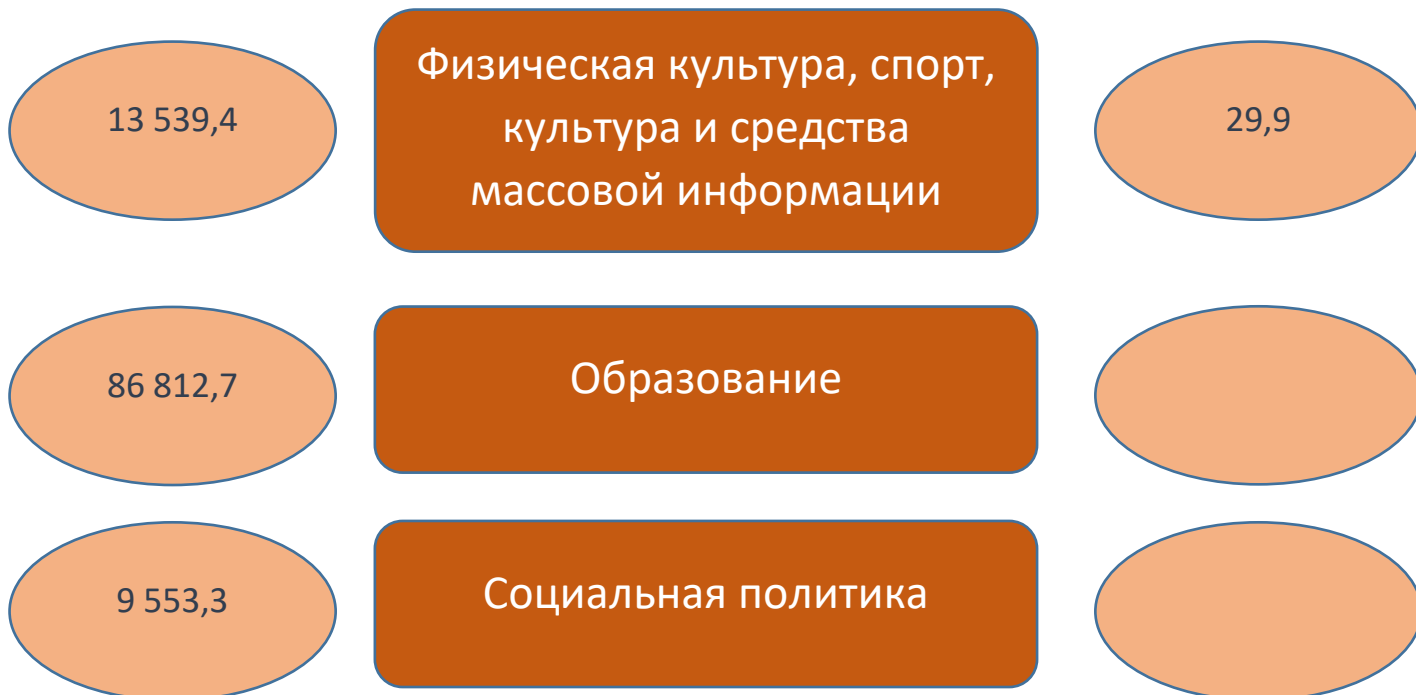 13 539,4
Физическая культура, спорт,
культура и средства
массовой информации
29,9
86 812,7
Образование
9 553,3
Социальная политика